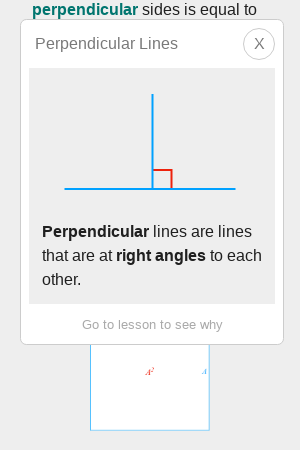 perpendicular sides is equal to
Perpendicular Lines X
Perpendicular lines are lines
that are at right angles to each
other.
Go to lesson to see why
A² A